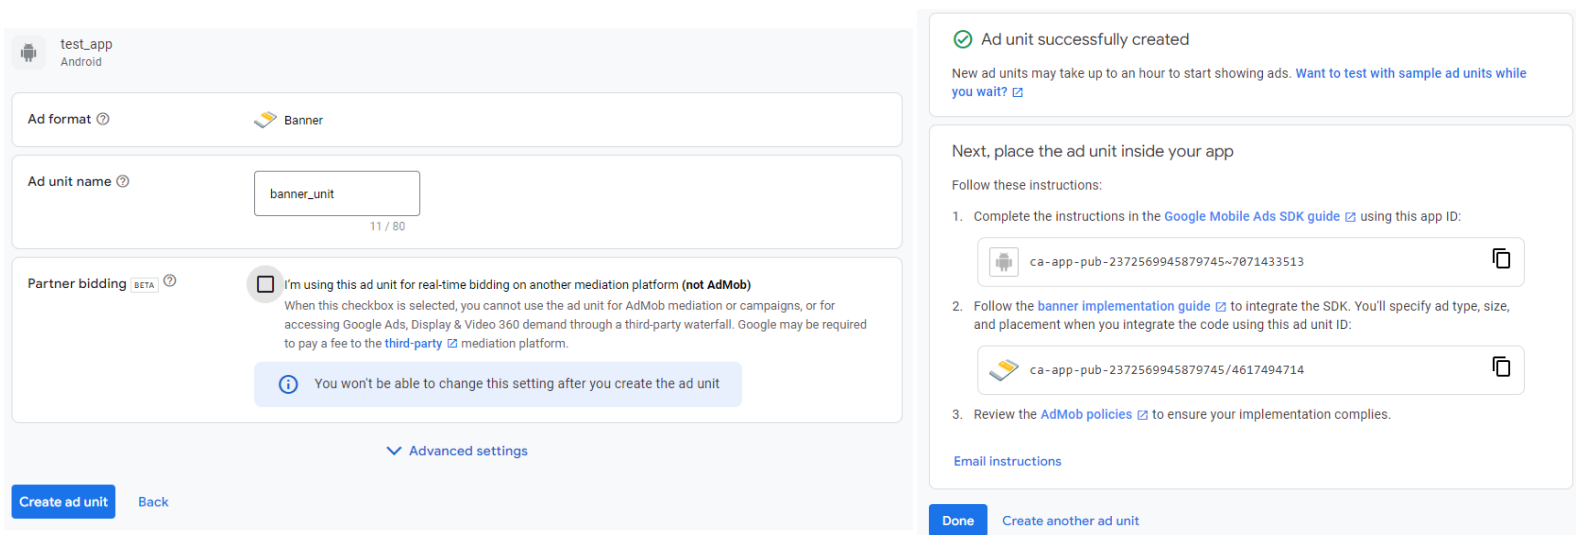 test_app
Android
Ad format
Banner
Ad unit name
banner_unit
11 / 80
Partner bidding BETA
I'm using this ad unit for real-time bidding on another mediation platform (not AdMob)
When this checkbox is selected, you cannot use the ad unit for AdMob mediation or campaigns, or for
accessing Google Ads, Display & Video 360 demand through a third-party waterfall. Google may be required
to pay a fee to the third-party mediation platform.
You won't be able to change this setting after you create the ad unit
Advanced settings
Create ad unit
Back
Ad unit successfully created
New ad units may take up to an hour to start showing ads. Want to test with sample ad units while
you wait?
Next, place the ad unit inside your app
Follow these instructions:
1. Complete the instructions in the Google Mobile Ads SDK guide using this app ID:
ca-app-pub-2372569945879745~7071433513
2. Follow the banner implementation guide to integrate the SDK. You'll specify ad type, size,
and placement when you integrate the code using this ad unit ID:
ca-app-pub-2372569945879745/4617494714
3. Review the AdMob policies to ensure your implementation complies.
Email instructions
Done
Create another ad unit